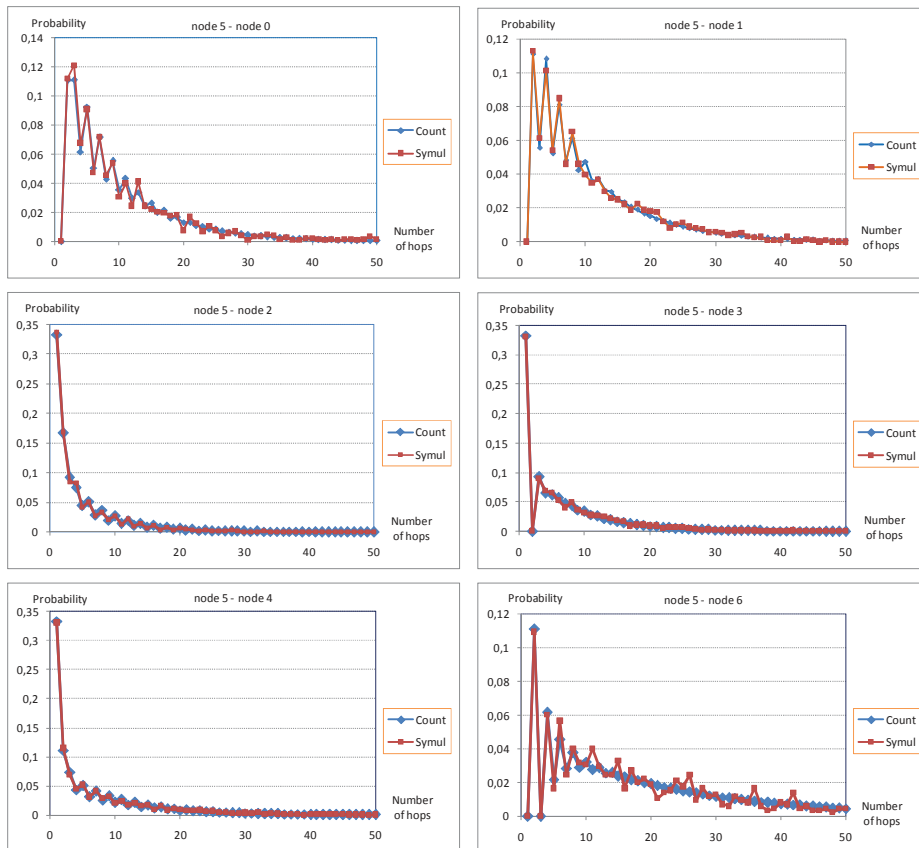 Probability
node 5 - node 0
0,14
0,12
0,1
0,08
0,06
0,04
0,02
0
0
10
20
30
40
50
Number
of hops
Count
Symul
Probability
node 5 - node 1
0,12
0,1
0,08
0,06
0,04
0,02
0
0
10
20
30
40
50
Number
of hops
Count
Symul
Probability
node 5 - node 2
0,35
0,3
0,25
0,2
0,15
0,1
0,05
0
0
10
20
30
40
50
Number
of hops
Count
Symul
Probability
node 5 - node 3
0,35
0,3
0,25
0,2
0,15
0,1
0,05
0
0
10
20
30
40
50
Number
of hops
Count
Symul
Probability
node 5 - node 4
0,35
0,3
0,25
0,2
0,15
0,1
0,05
0
0
10
20
30
40
50
Number
of hops
Count
Symul
Probability
node 5 - node 6
0,12
0,1
0,08
0,06
0,04
0,02
0
0
10
20
30
40
50
Number
of hops
Count
Symul